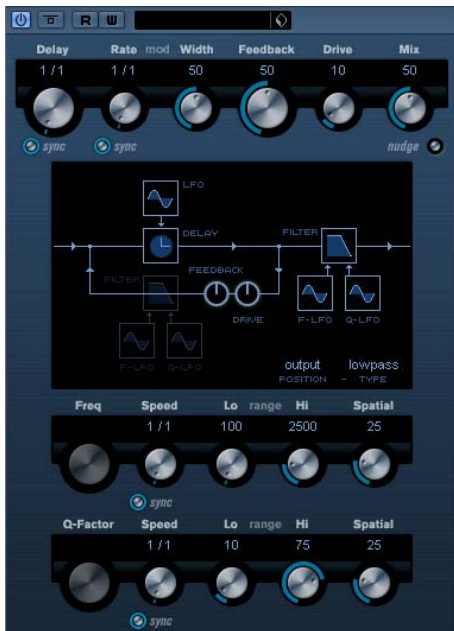 R W
Delay Rate mod Width Feedback Drive Mix
1 / 1 1 / 1 50 50 10 50
sync sync nudge
LFO
DELAY FILTER
FEEDBACK
FILTER
DRIVE F-LFO Q-LFO
F-LFO Q-LFO
output lowpass
POSITION - TYPE
Freq Speed Lo range Hi Spatial
1 / 1 100 2500 25
sync
Q-Factor Speed Lo range Hi Spatial
1 / 1 10 75 25
sync